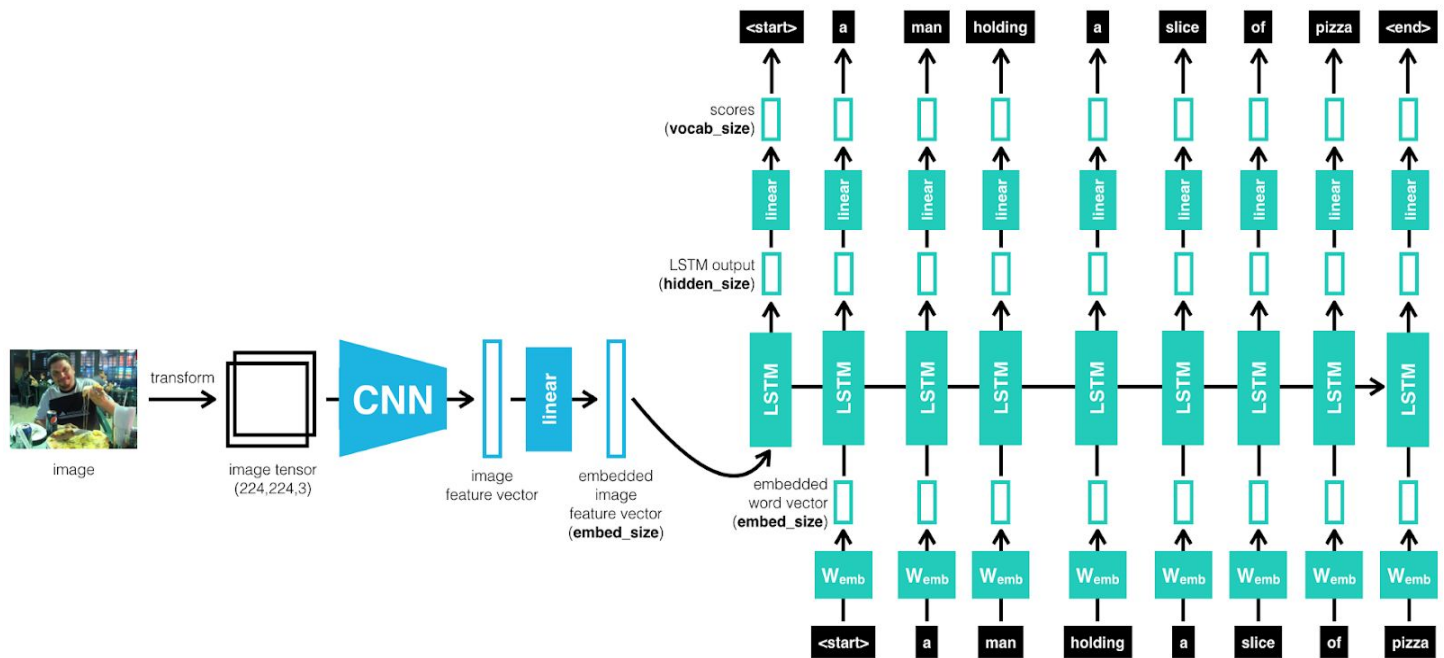 <start> a man holding a slice of pizza <end>
scores
(vocab_size)
linear linear linear linear linear linear linear linear linear
LSTM output
(hidden_size)
LSTM LSTM LSTM LSTM LSTM LSTM LSTM LSTM LSTM
transform
CNN
linear
image
image tensor
(224,224,3)
image
feature vector
embedded
image
feature vector
(embed_size)
embedded
word vector
(embed_size)
Wemb Wemb Wemb Wemb Wemb Wemb Wemb Wemb
<start> a man holding a slice of pizza